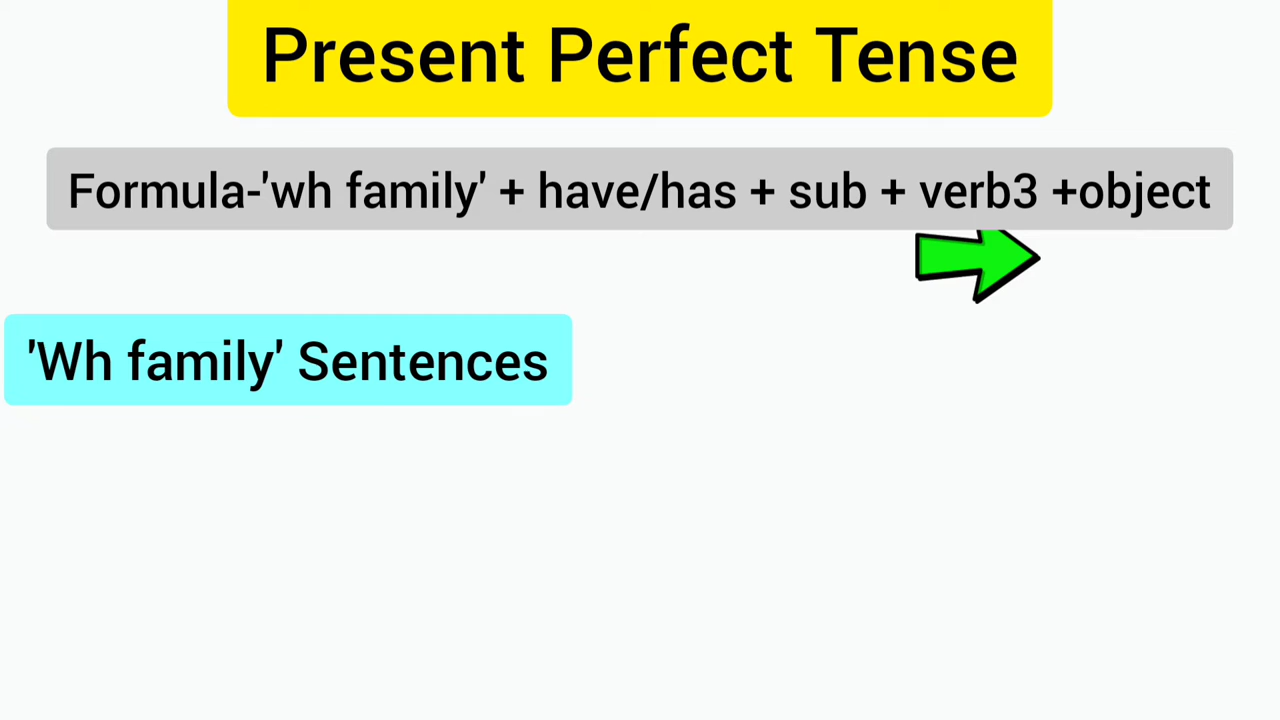 Present Perfect Tense
Formula-'wh family' + have/has + sub + verb3 +object
'Wh family' Sentences